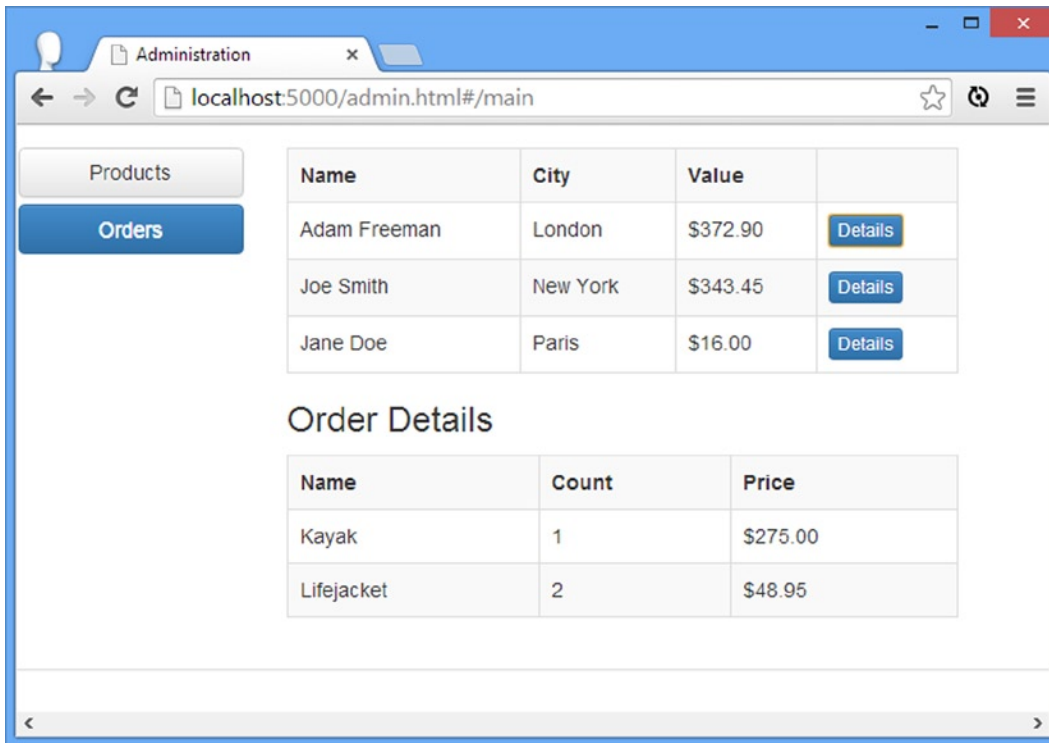 Administration
localhost:5000/admin.html#/main
Products
Orders
Name City Value
Adam Freeman London $372.90 Details
Joe Smith New York $343.45 Details
Jane Doe Paris $16.00 Details
Order Details
Name Count Price
Kayak 1 $275.00
Lifejacket 2 $48.95